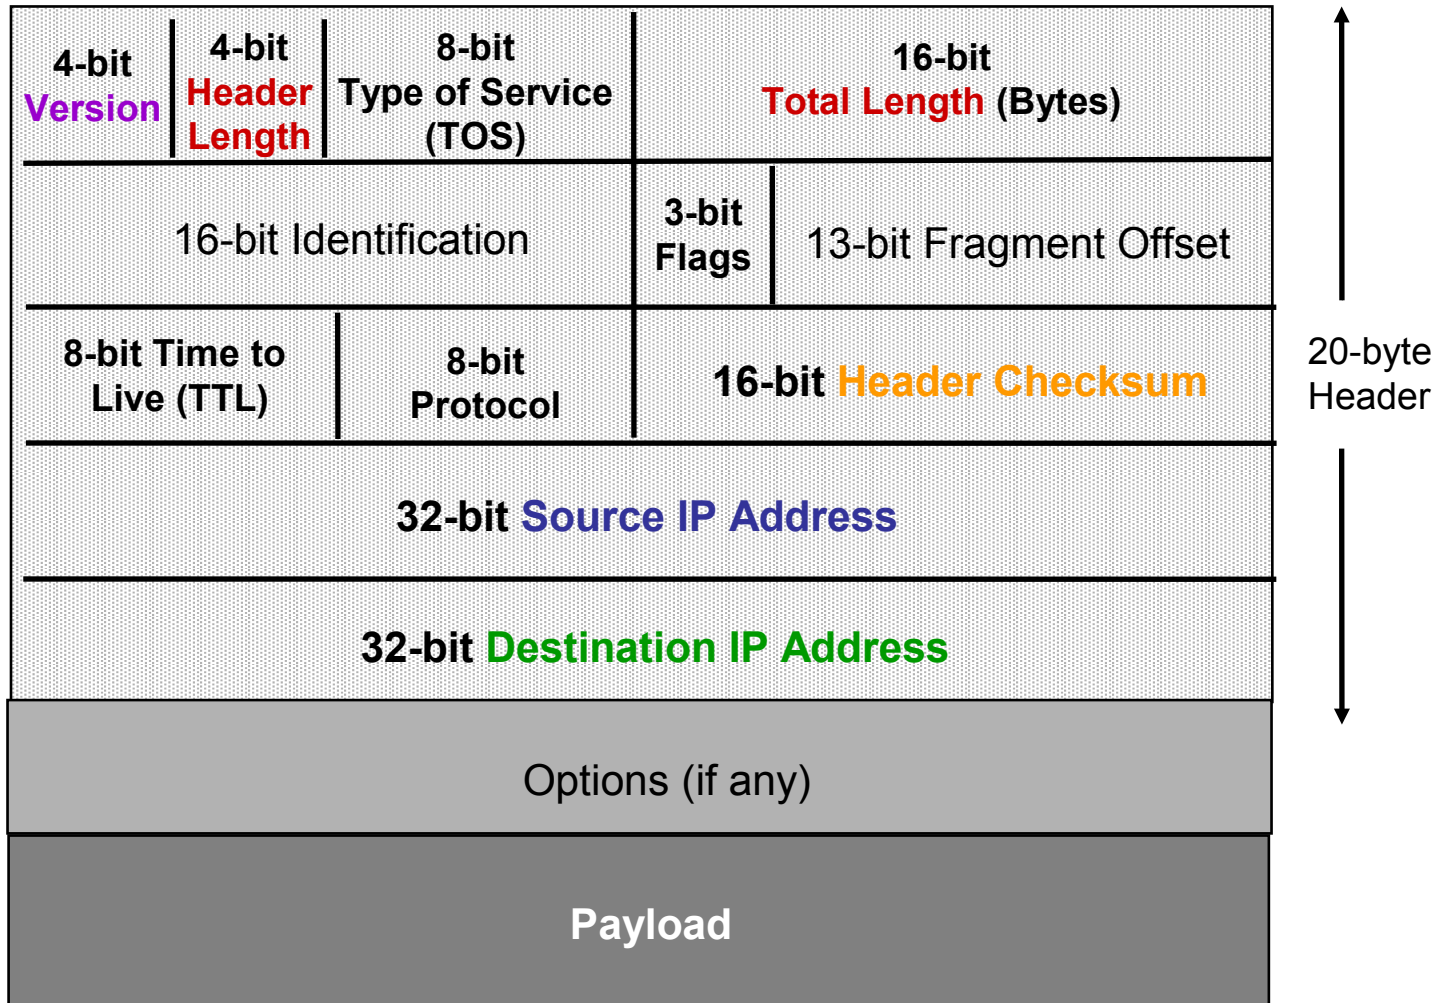 4-bit
Version
4-bit
Header
Length
8-bit
Type of Service
(TOS)
16-bit
Total Length (Bytes)
16-bit Identification
3-bit
Flags
13-bit Fragment Offset
8-bit Time to
Live (TTL)
8-bit
Protocol
16-bit Header Checksum
20-byte
Header
32-bit Source IP Address
32-bit Destination IP Address
Options (if any)
Payload